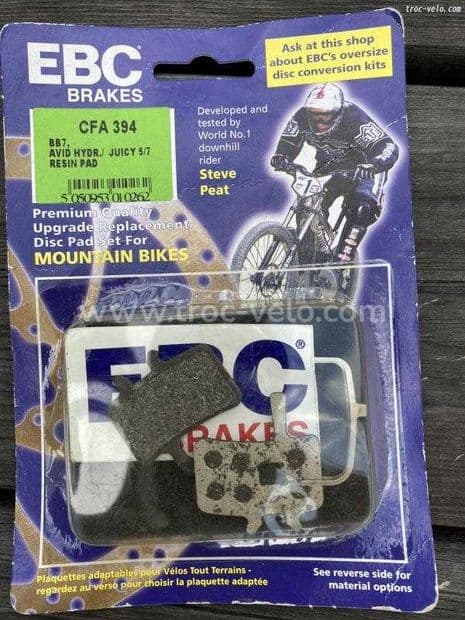 troc-velo.com
EBC®
BRAKES
Ask at this shop
about EBC's oversize
disc conversion kits
CFA 394
BB7,
AVID HYDR./ JUICY 5/7
RESIN PAD
5 050953 010262
Developed and
tested by
World No.1
downhill
rider
Steve
Peat
Premium Quality
Upgrade Replacement
Disc Pad Set For
MOUNTAIN BIKES
www.troc-velo.com
EBC®
BRAKES
Plaquettes adaptables pour Vélos Tout Terrains -
regardez au verso pour choisir la plaquette adaptée
See reverse side for
material options